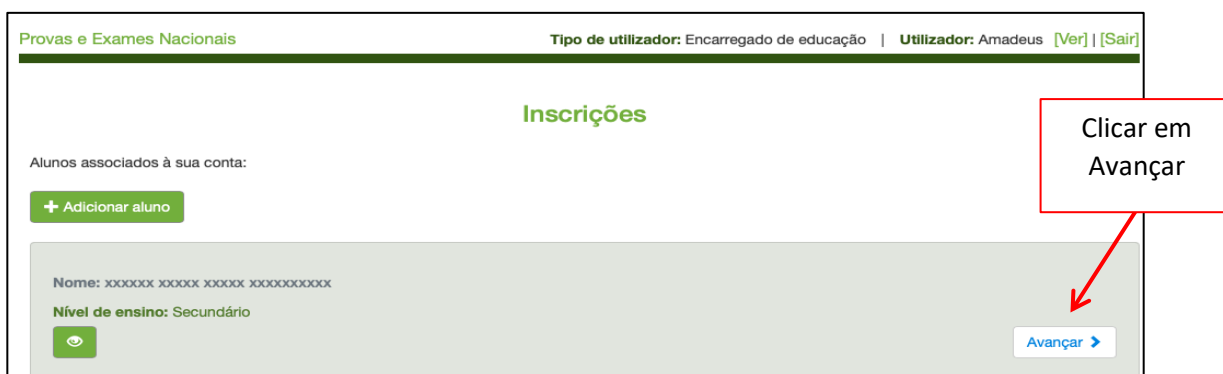 Provas e Exames Nacionais
Tipo de utilizador: Encarregado de educação | Utilizador: Amadeus [Ver] | [Sair]
Inscrições
Clicar em
Avançar
Alunos associados à sua conta:
+ Adicionar aluno
Nome: xxxxxx xxxxx xxxxx xxxxxxxxxx
Nível de ensino: Secundário
Avançar